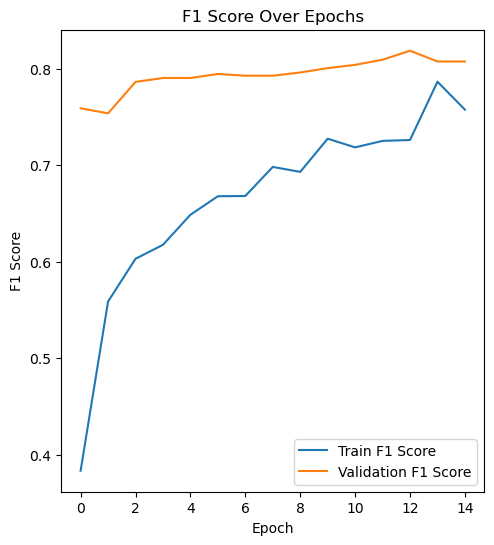 F1 Score Over Epochs
0.8
0.7
0.6
0.5
0.4
F1 Score
Train F1 Score
Validation F1 Score
0 2 4 6 8 10 12 14
Epoch